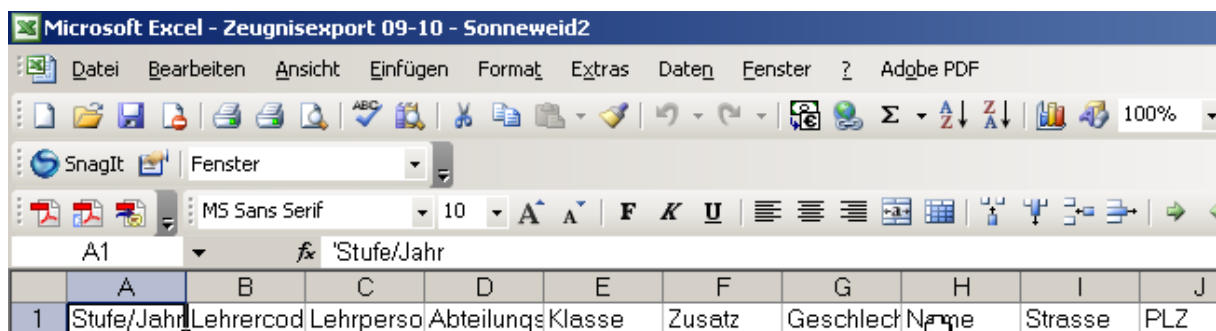 Microsoft Excel - Zeugnisexport 09-10 - Sonneweid2
Datei Bearbeiten Ansicht Einfügen Format Extras Daten Fenster ? Adobe PDF
ABC Σ A Z Z A 100%
SnagIt Fenster
MS Sans Serif 10 A A F K U
A1 fx 'Stufe/Jahr
A B C D E F G H I J
1 Stufe/Jahr Lehrercod Lehrperso Abteilungs Klasse Zusatz Geschlech Name Strasse PLZ